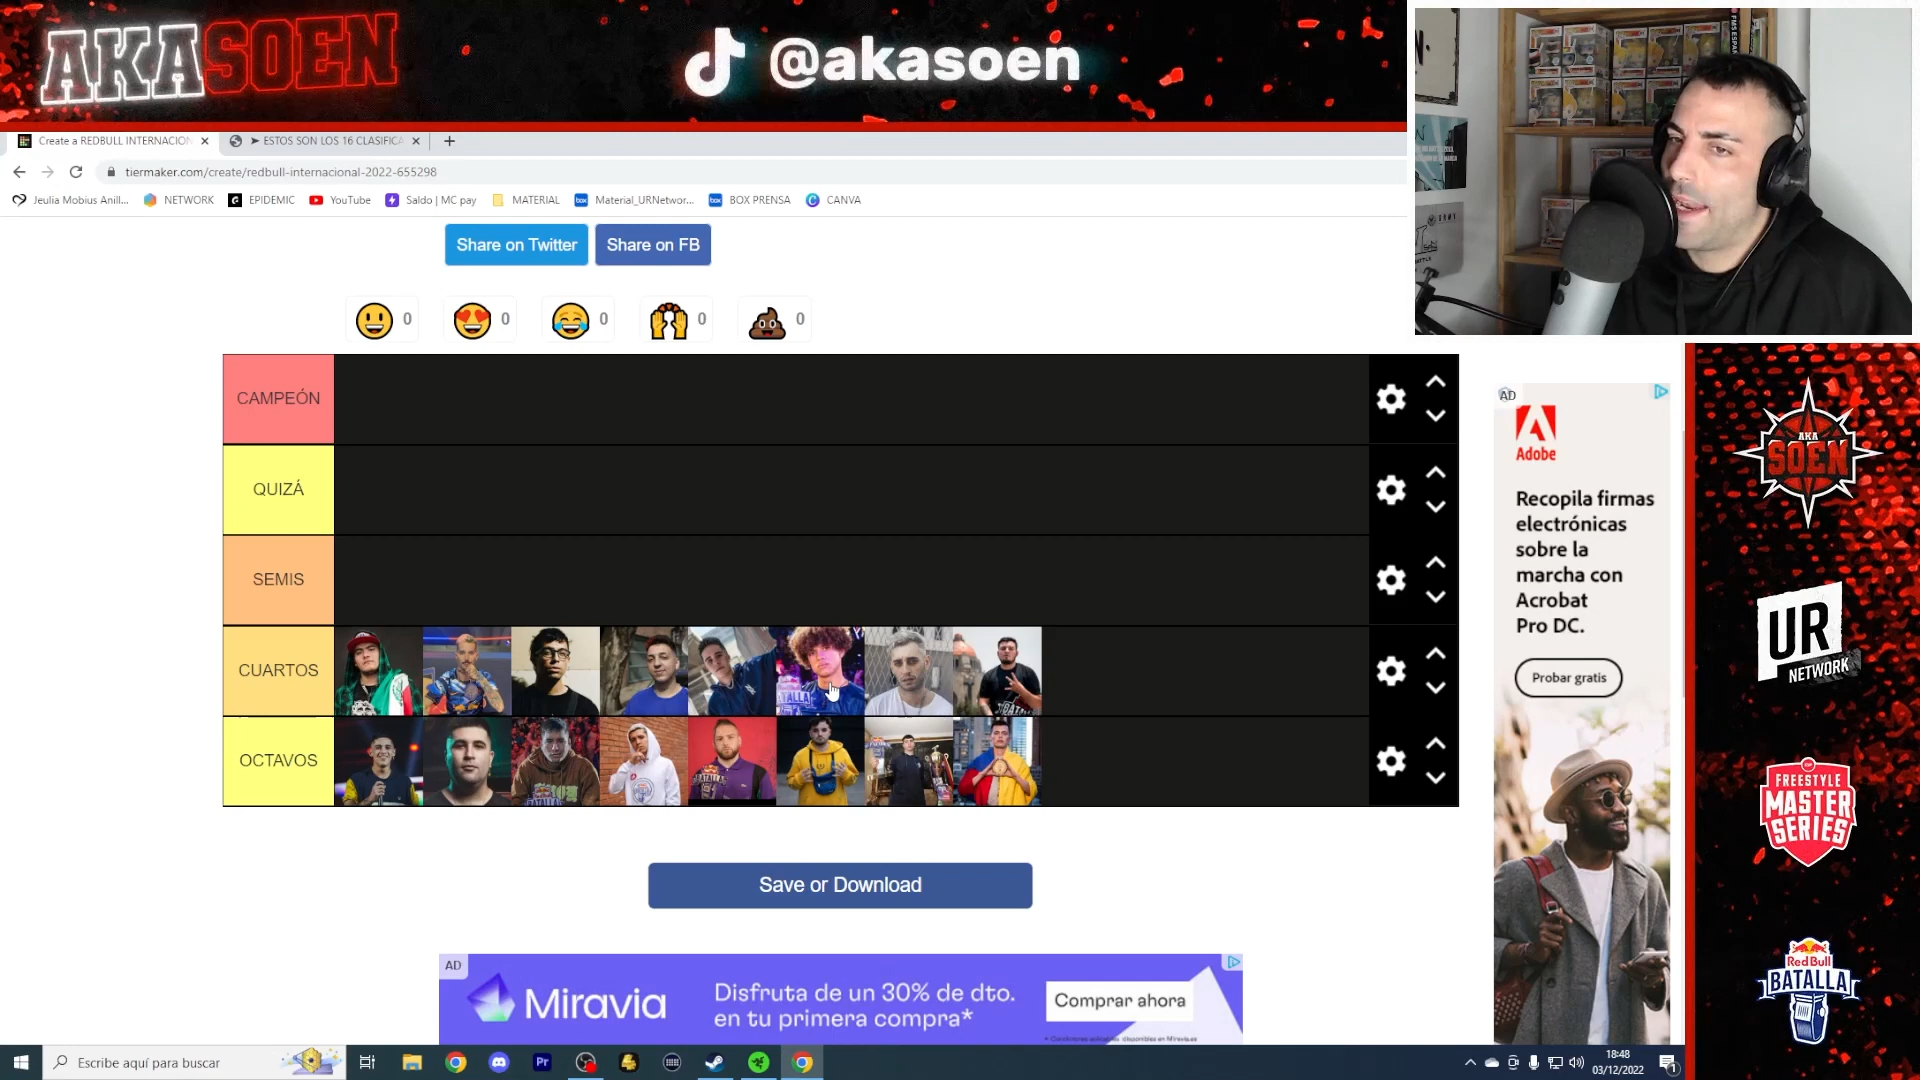 AKASOEN
@akasoen
Create a REDBULL INTERNACION
➤ ESTOS SON LOS 16 CLASIFICA
tiermaker.com/create/redbull-internacional-2022-655298
Jeulia Mobius Anill...
NETWORK
EPIDEMIC
YouTube
Saldo | MC pay
MATERIAL
Material_URNetwor...
BOX PRENSA
CANVA
Share on Twitter
Share on FB
0
0
0
0
0
CAMPEÓN
QUIZÁ
SEMIS
CUARTOS
OCTAVOS
Save or Download
AD
Miravia
Disfruta de un 30% de dto.
en tu primera compra*
Comprar ahora
AD
Adobe
Recopila firmas
electrónicas
sobre la
marcha con
Acrobat
Pro DC.
Probar gratis
AKA
SOEN
UR
NETWORK
FREESTYLE
MASTER
SERIES
Red Bull
BATALLA
Escribe aquí para buscar
18:48
03/12/2022
1